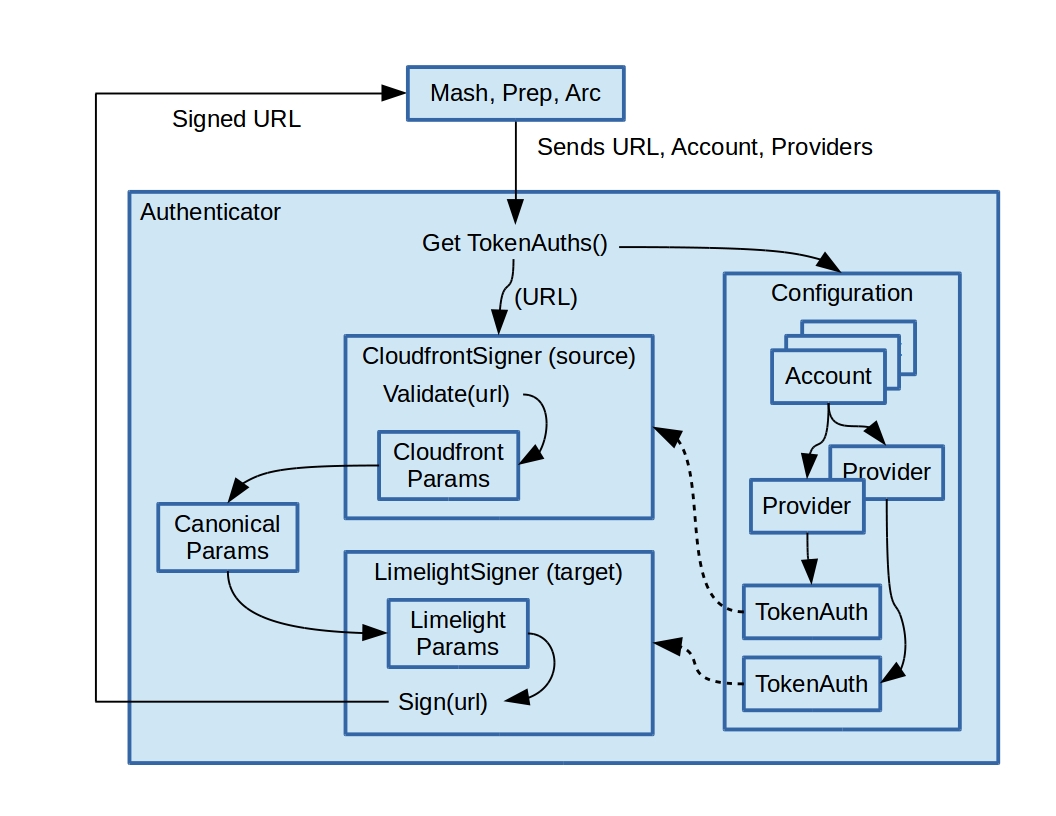 Mash, Prep, Arc
Signed URL
Sends URL, Account, Providers
Authenticator
Get TokenAuths()
(URL)
Configuration
CloudfrontSigner (source)
Validate(url)
Account
Cloudfront
Params
Provider
Provider
Canonical
Params
LimelightSigner (target)
Limelight
Params
TokenAuth
TokenAuth
Sign(url)